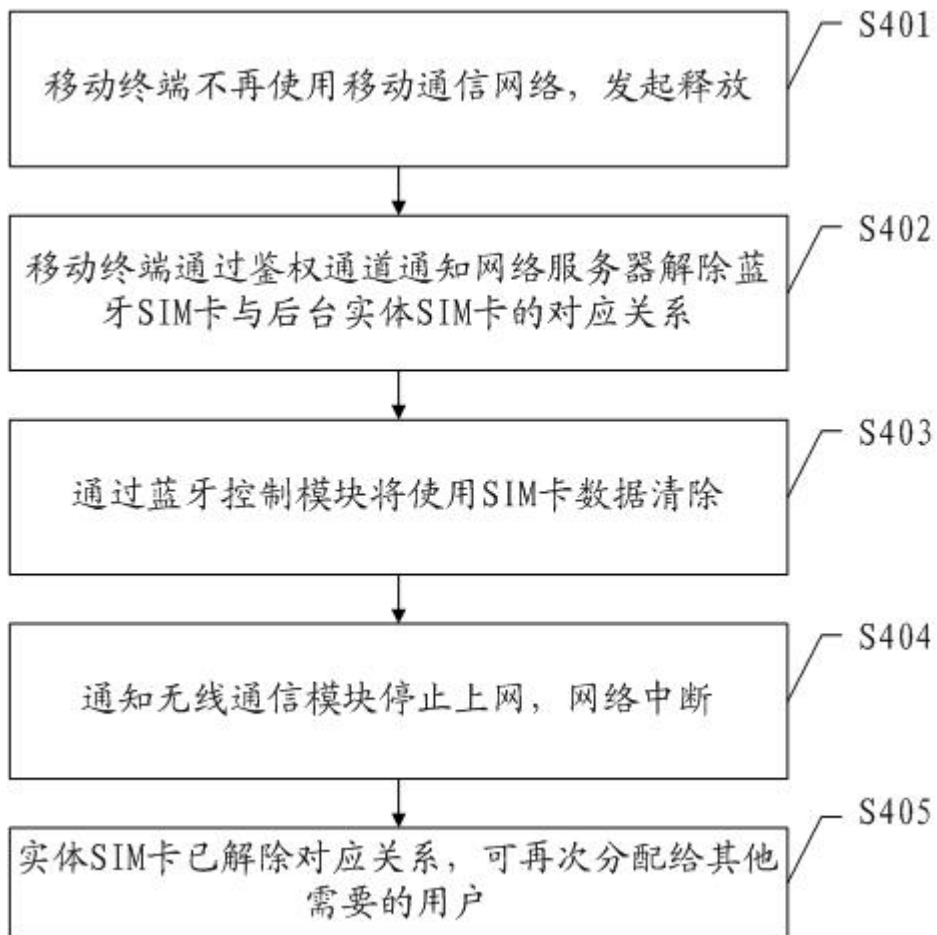 S401
移动终端不再使用移动通信网络，发起释放
S402
移动终端通过鉴权通道通知网络服务器解除蓝
牙SIM卡与后台实体SIM卡的对应关系
S403
通过蓝牙控制模块将使用SIM卡数据清除
S404
通知无线通信模块停止上网，网络中断
S405
实体SIM卡已解除对应关系，可再次分配给其他
需要的用户